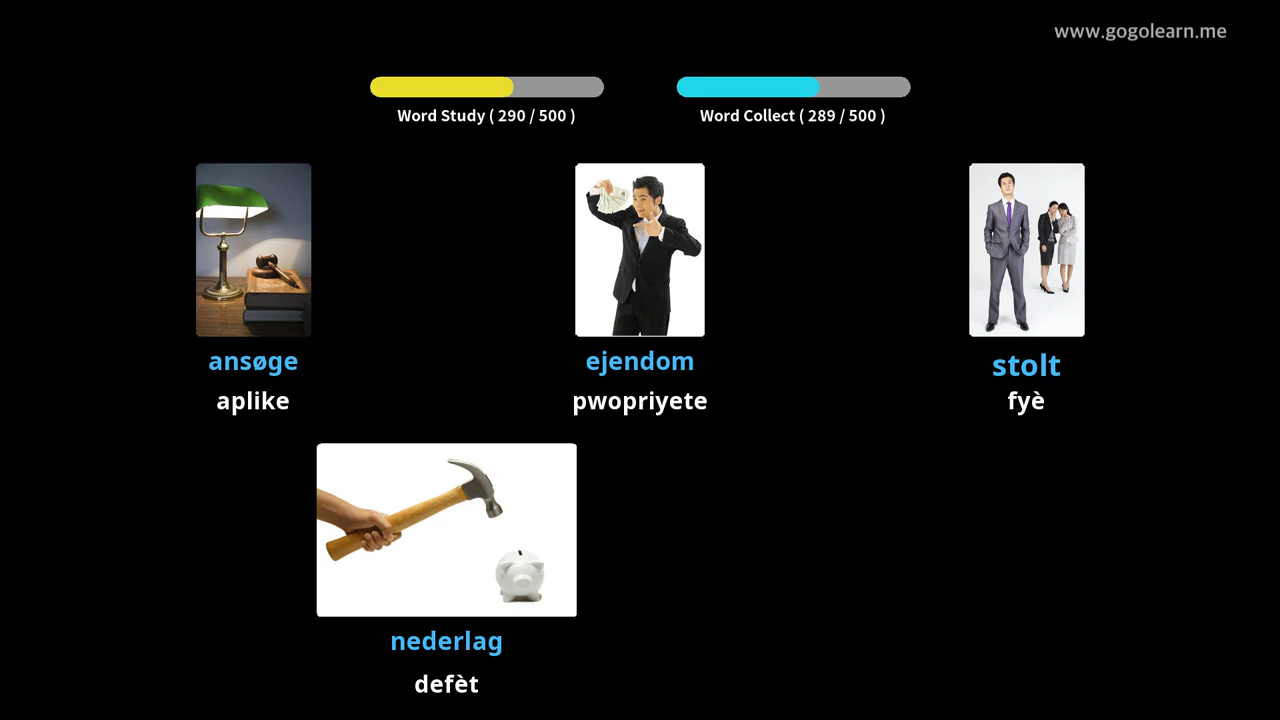 www.gogolearn.me
Word Study ( 290 / 500 )
Word Collect ( 289 / 500 )
ansøge
aplike
ejendom
pwopriyete
stolt
fyè
nederlag
defèt